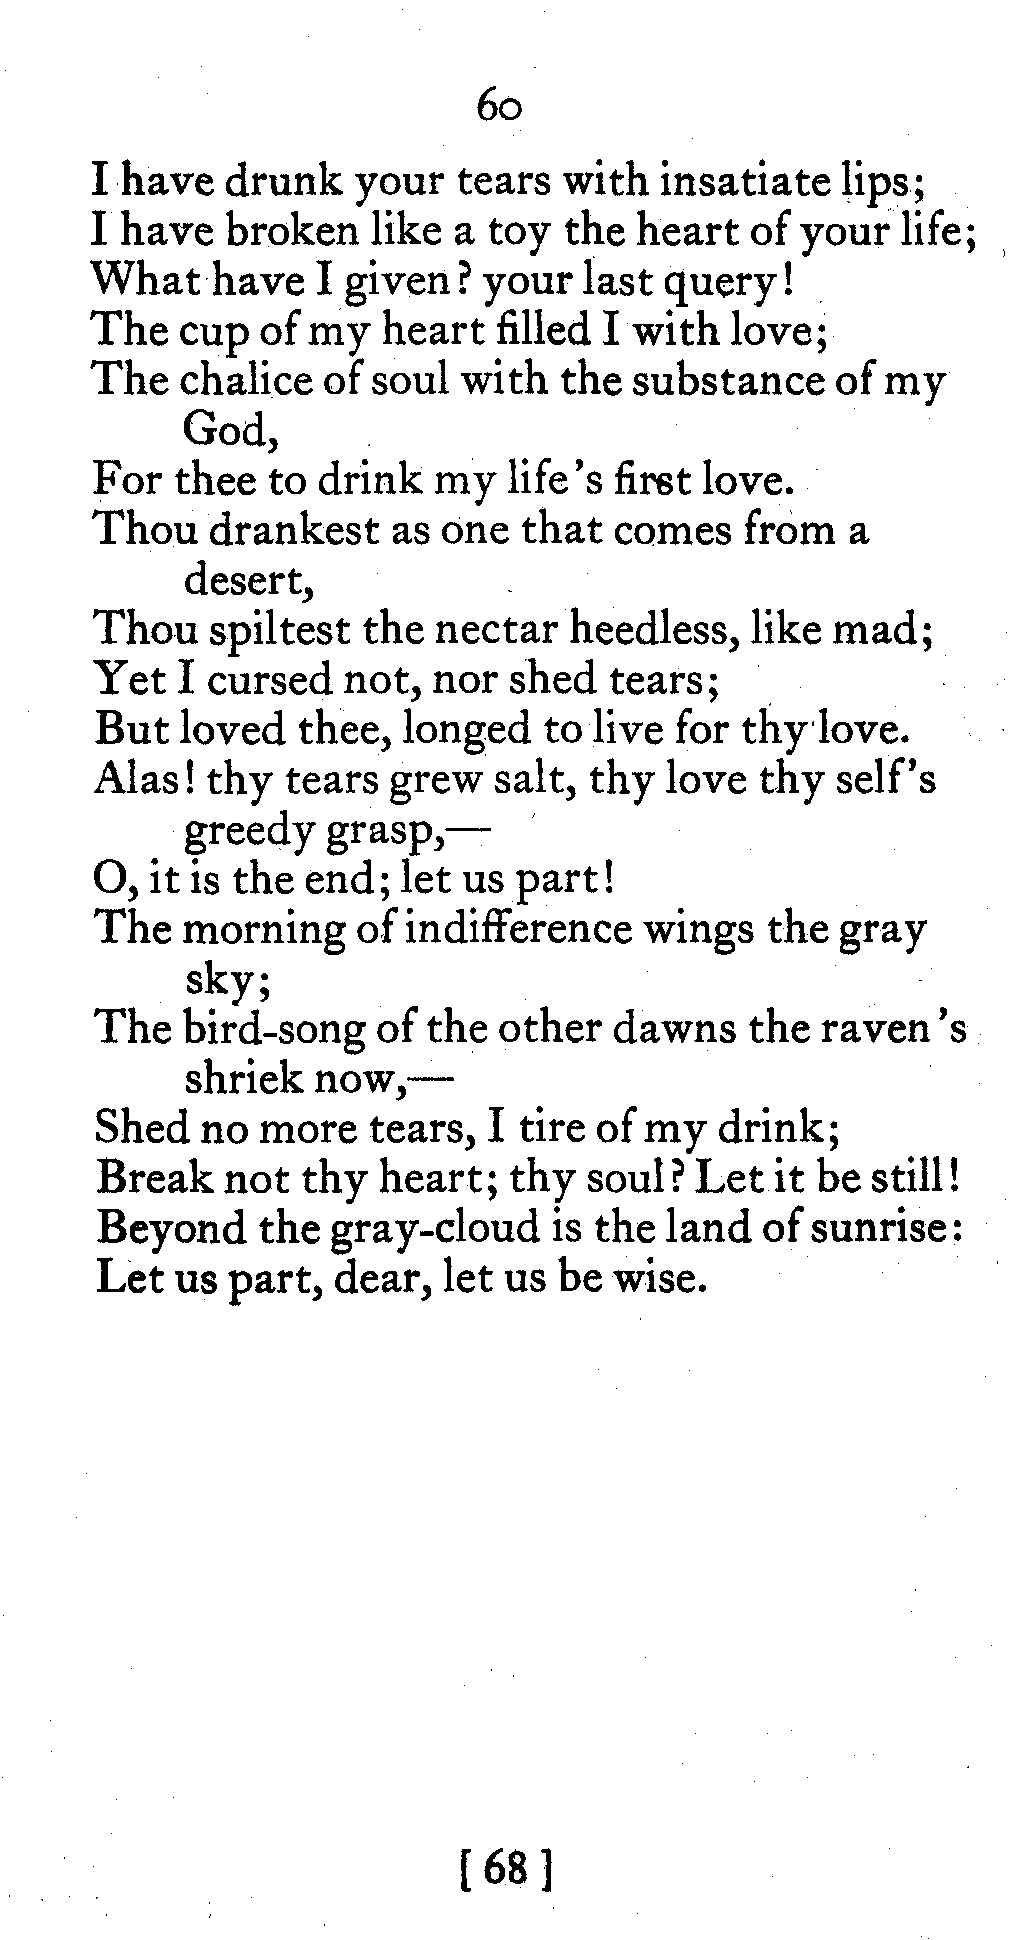 60
I have drunk your tears with insatiate lips;
I have broken like a toy the heart of your life;
What have I given? your last query!
The cup of my heart filled I with love;
The chalice of soul with the substance of my
God,
For thee to drink my life's first love.
Thou drankest as one that comes from a
desert,
Thou spiltest the nectar heedless, like mad;
Yet I cursed not, nor shed tears;
But loved thee, longed to live for thy love.
Alas! thy tears grew salt, thy love thy self's
greedy grasp,—
O, it is the end; let us part!
The morning of indifference wings the gray
sky;
The bird-song of the other dawns the raven's
shriek now,—
Shed no more tears, I tire of my drink;
Break not thy heart; thy soul? Let it be still!
Beyond the gray-cloud is the land of sunrise:
Let us part, dear, let us be wise.
[ 68 ]